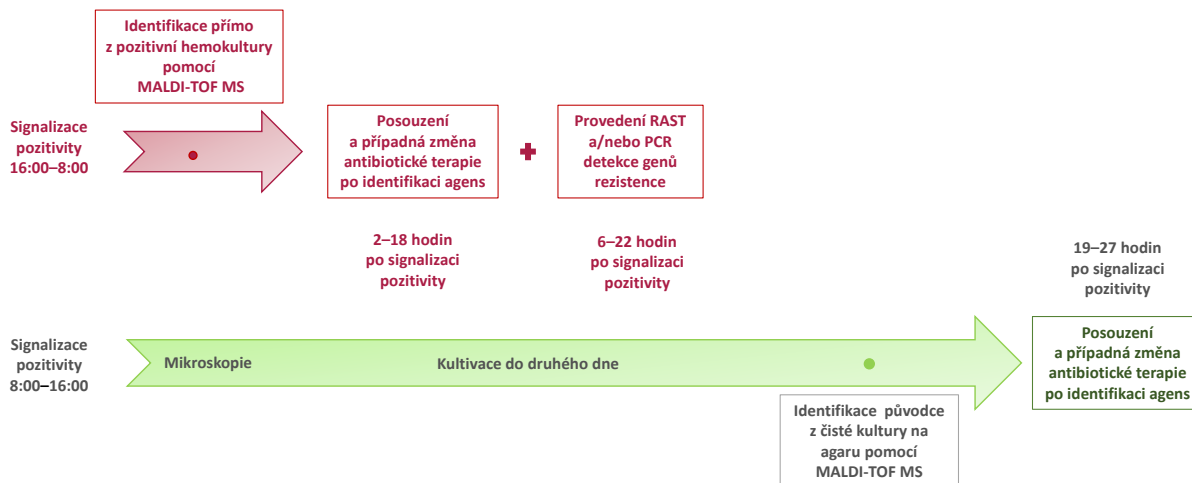 Identifikace přímo
z pozitivní hemokultury
pomocí
MALDI-TOF MS
Signalizace
pozitivity
16:00–8:00
Posouzení
a případná změna
antibiotické terapie
po identifikaci agens
Provedení RAST
a/nebo PCR
detekce genů
rezistence
2–18 hodin
po signalizaci
pozitivity
6–22 hodin
po signalizaci
pozitivity
19–27 hodin
po signalizaci
pozitivity
Signalizace
pozitivity
8:00–16:00
Mikroskopie
Kultivace do druhého dne
Posouzení
a případná změna
antibiotické terapie
po identifikaci agens
Identifikace původce
z čisté kultury na
agaru pomocí
MALDI-TOF MS